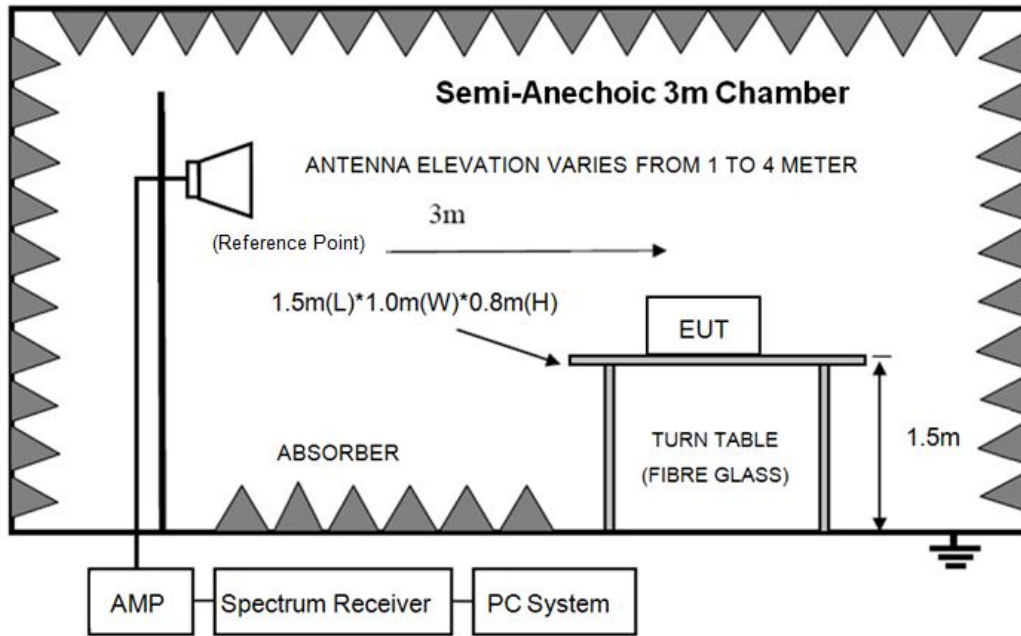 Semi-Anechoic 3m Chamber
ANTENNA ELEVATION VARIES FROM 1 TO 4 METER
3m
(Reference Point)
1.5m(L)*1.0m(W)*0.8m(H)
EUT
1.5m
TURN TABLE
(FIBRE GLASS)
ABSORBER
AMP
Spectrum Receiver
PC System